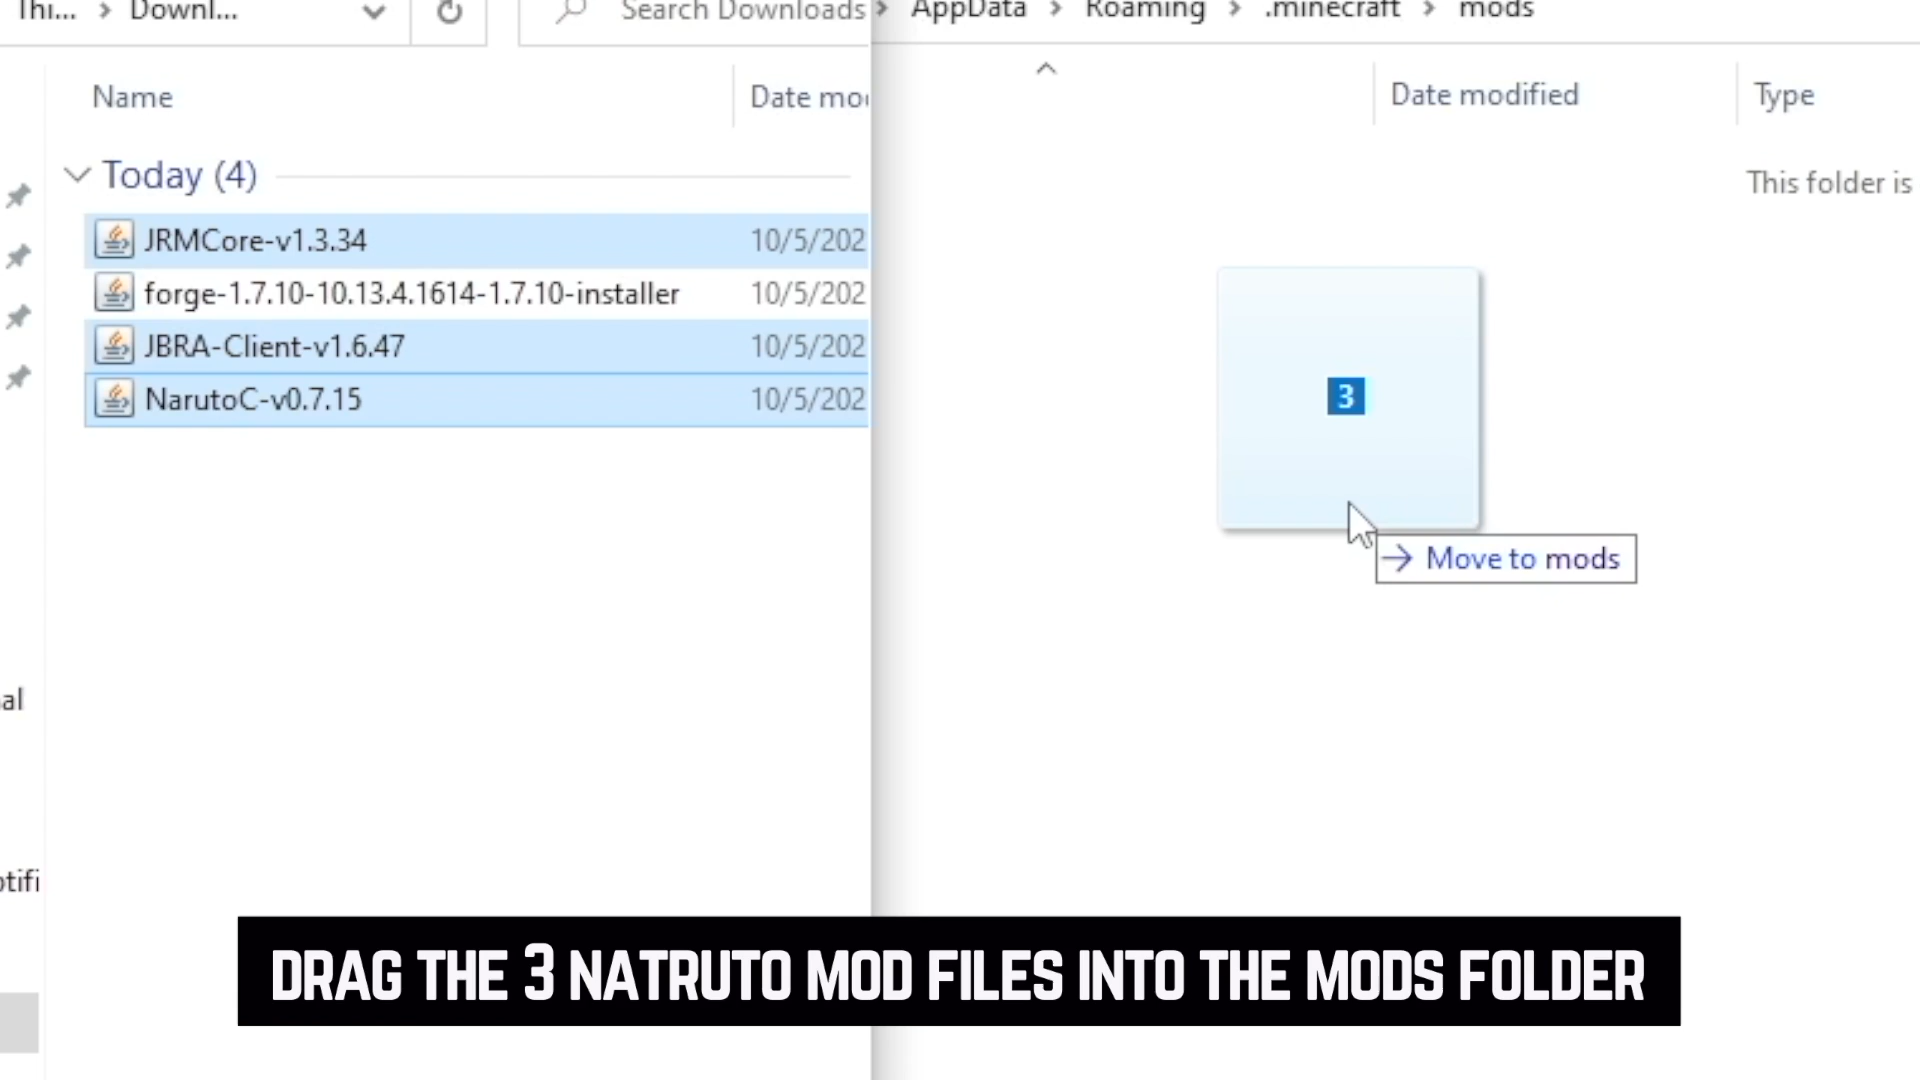 Thi... > Downl...
Search Downloads
> AppData > Roaming > .minecraft > mods
Name
Date mo
Date modified
Type
Today (4)
This folder is
JRMCore-v1.3.34
10/5/202
forge-1.7.10-10.13.4.1614-1.7.10-installer
10/5/202
JBRA-Client-v1.6.47
10/5/202
NarutoC-v0.7.15
10/5/202
3
Move to mods
al
otifi
DRAG THE 3 NATRUTO MOD FILES INTO THE MODS FOLDER